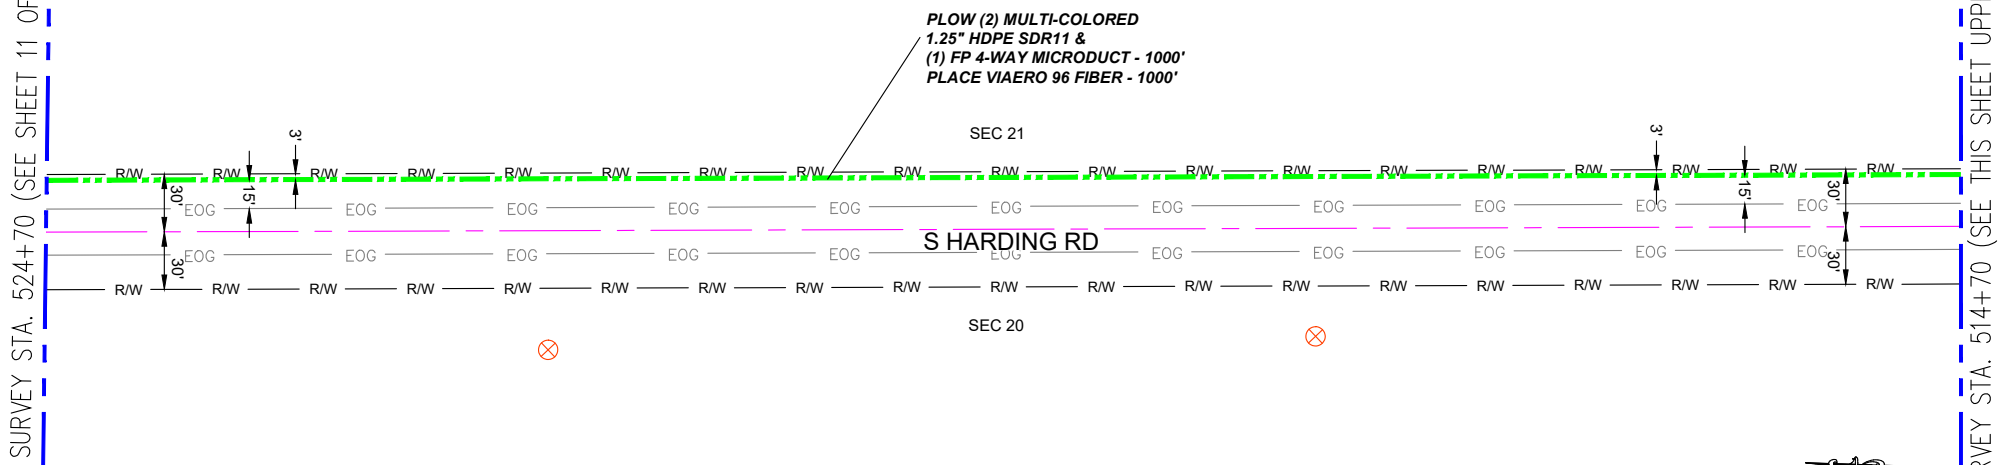 PLOW (2) MULTI-COLORED
1.25" HDPE SDR11 &
(1) FP 4-WAY MICRODUCT - 1000'
PLACE VIAERO 96 FIBER - 1000'
SURVEY STA. 524+70 (SEE SHEET 11 OF
SEC 21
3' 3'
R/W R/W R/W R/W R/W R/W R/W R/W R/W R/W R/W R/W R/W R/W R/W R/W R/W R/W R/W
30' 15' 15' 30'
EOG EOG EOG EOG EOG EOG EOG EOG EOG EOG EOG
S HARDING RD
EOG EOG EOG EOG EOG EOG EOG EOG EOG EOG EOG
30' 30'
R/W R/W R/W R/W R/W R/W R/W R/W R/W R/W R/W R/W R/W R/W R/W R/W R/W R/W R/W
SEC 20
RVEY STA. 514+70 (SEE THIS SHEET UPP